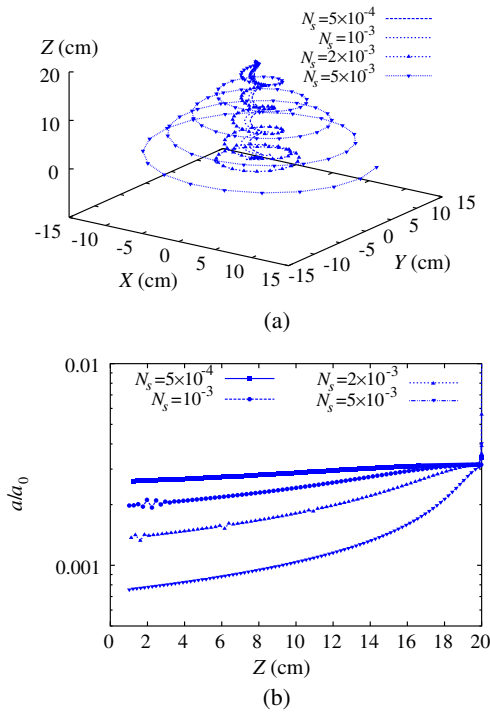 Z (cm)
N_s=5×10^-4
N_s=10^-3
N_s=2×10^-3
N_s=5×10^-3
20
10
0
-15
-10
-5
0
5
10
15
X (cm)
-15
-10
-5
0
5
10
15
Y (cm)
(a)
0.01
N_s=5×10^-4
N_s=10^-3
N_s=2×10^-3
N_s=5×10^-3
a/a_0
0.001
0 2 4 6 8 10 12 14 16 18 20
Z (cm)
(b)